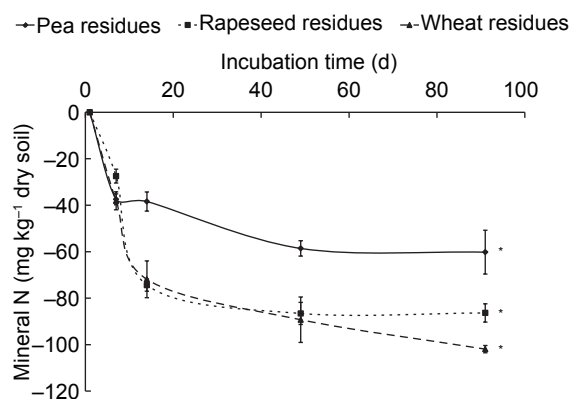 Pea residues Rapeseed residues Wheat residues
Incubation time (d)
0 20 40 60 80 100
Mineral N (mg kg⁻¹ dry soil)
0
–20
–40
–60
–80
–100
–120
*
*
*